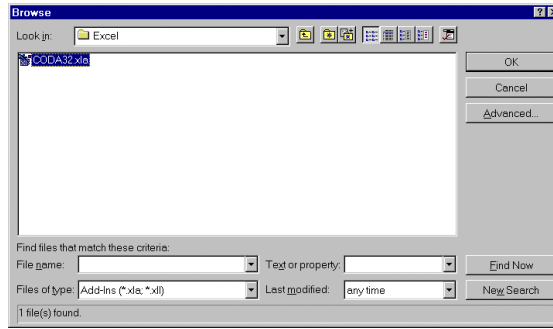 Browse
Look in: Excel
CODA32.xla
OK
Cancel
Advanced...
Find files that match these criteria:
File name: Text or property: Find Now
Files of type: Add-Ins (*.xla; *.xll) Last modified: any time New Search
1 file(s) found.